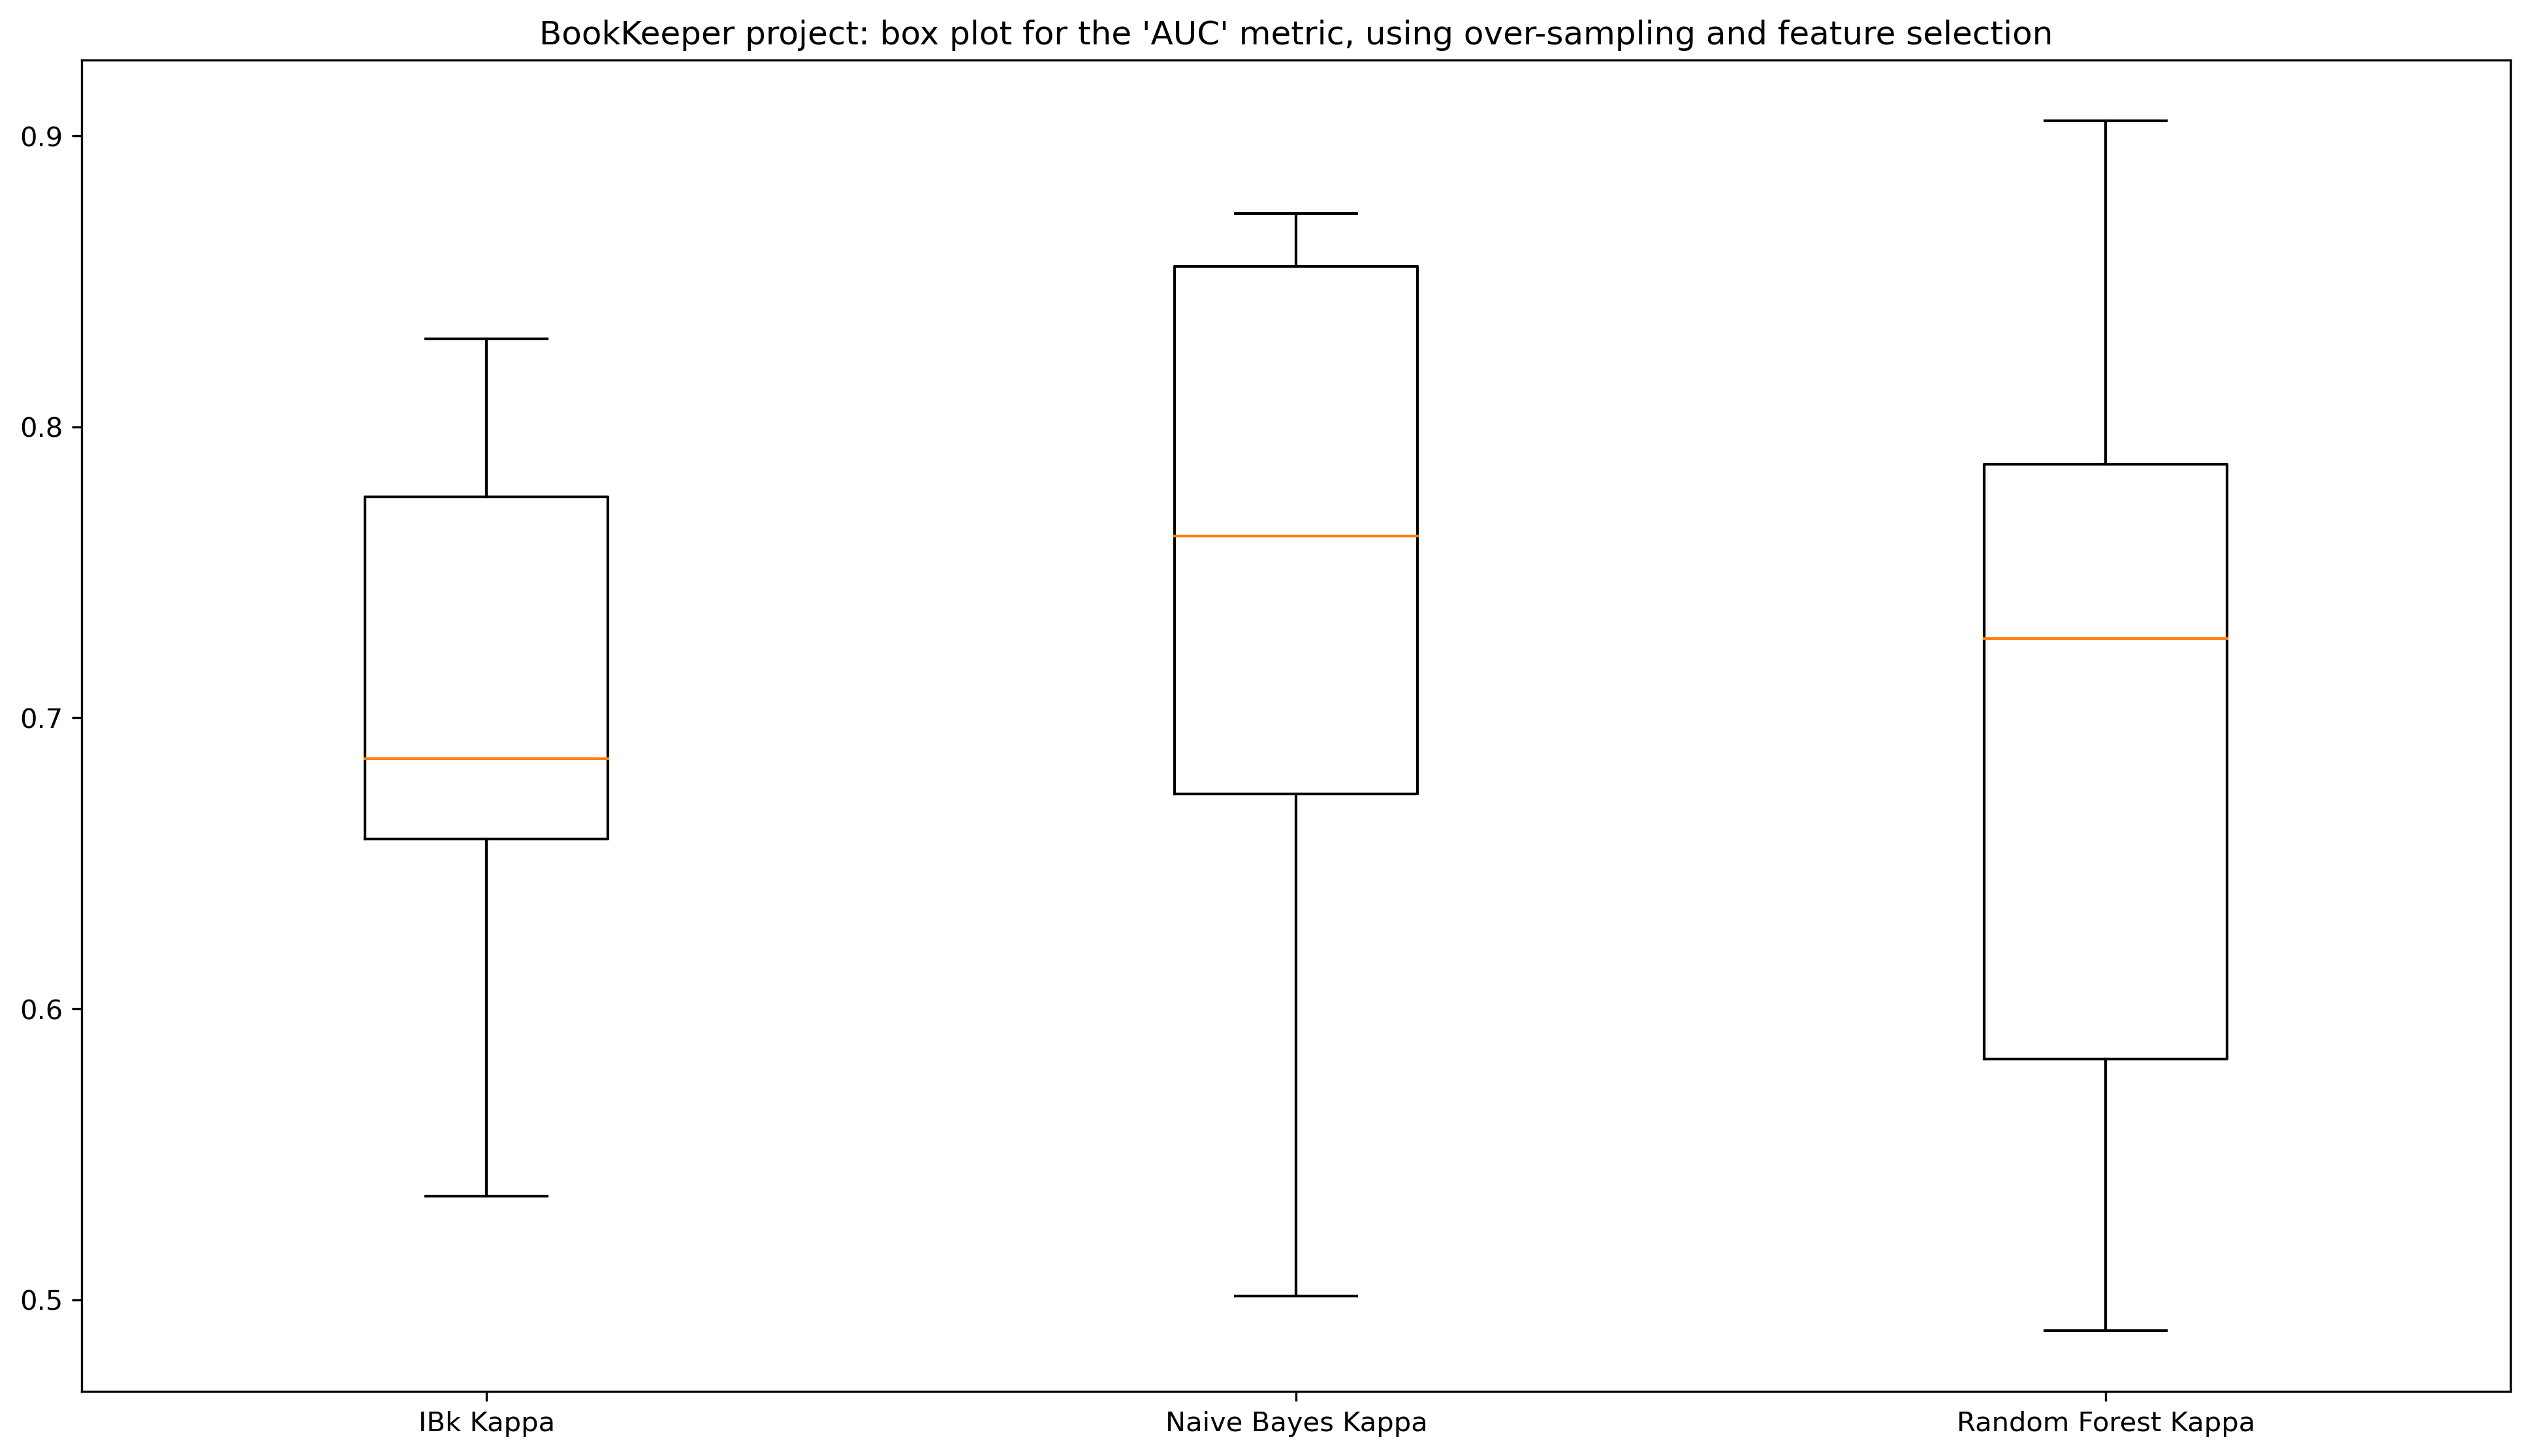 BookKeeper project: box plot for the 'AUC' metric, using over-sampling and feature selection
0.9
0.8
0.7
0.6
0.5
IBk Kappa
Naive Bayes Kappa
Random Forest Kappa